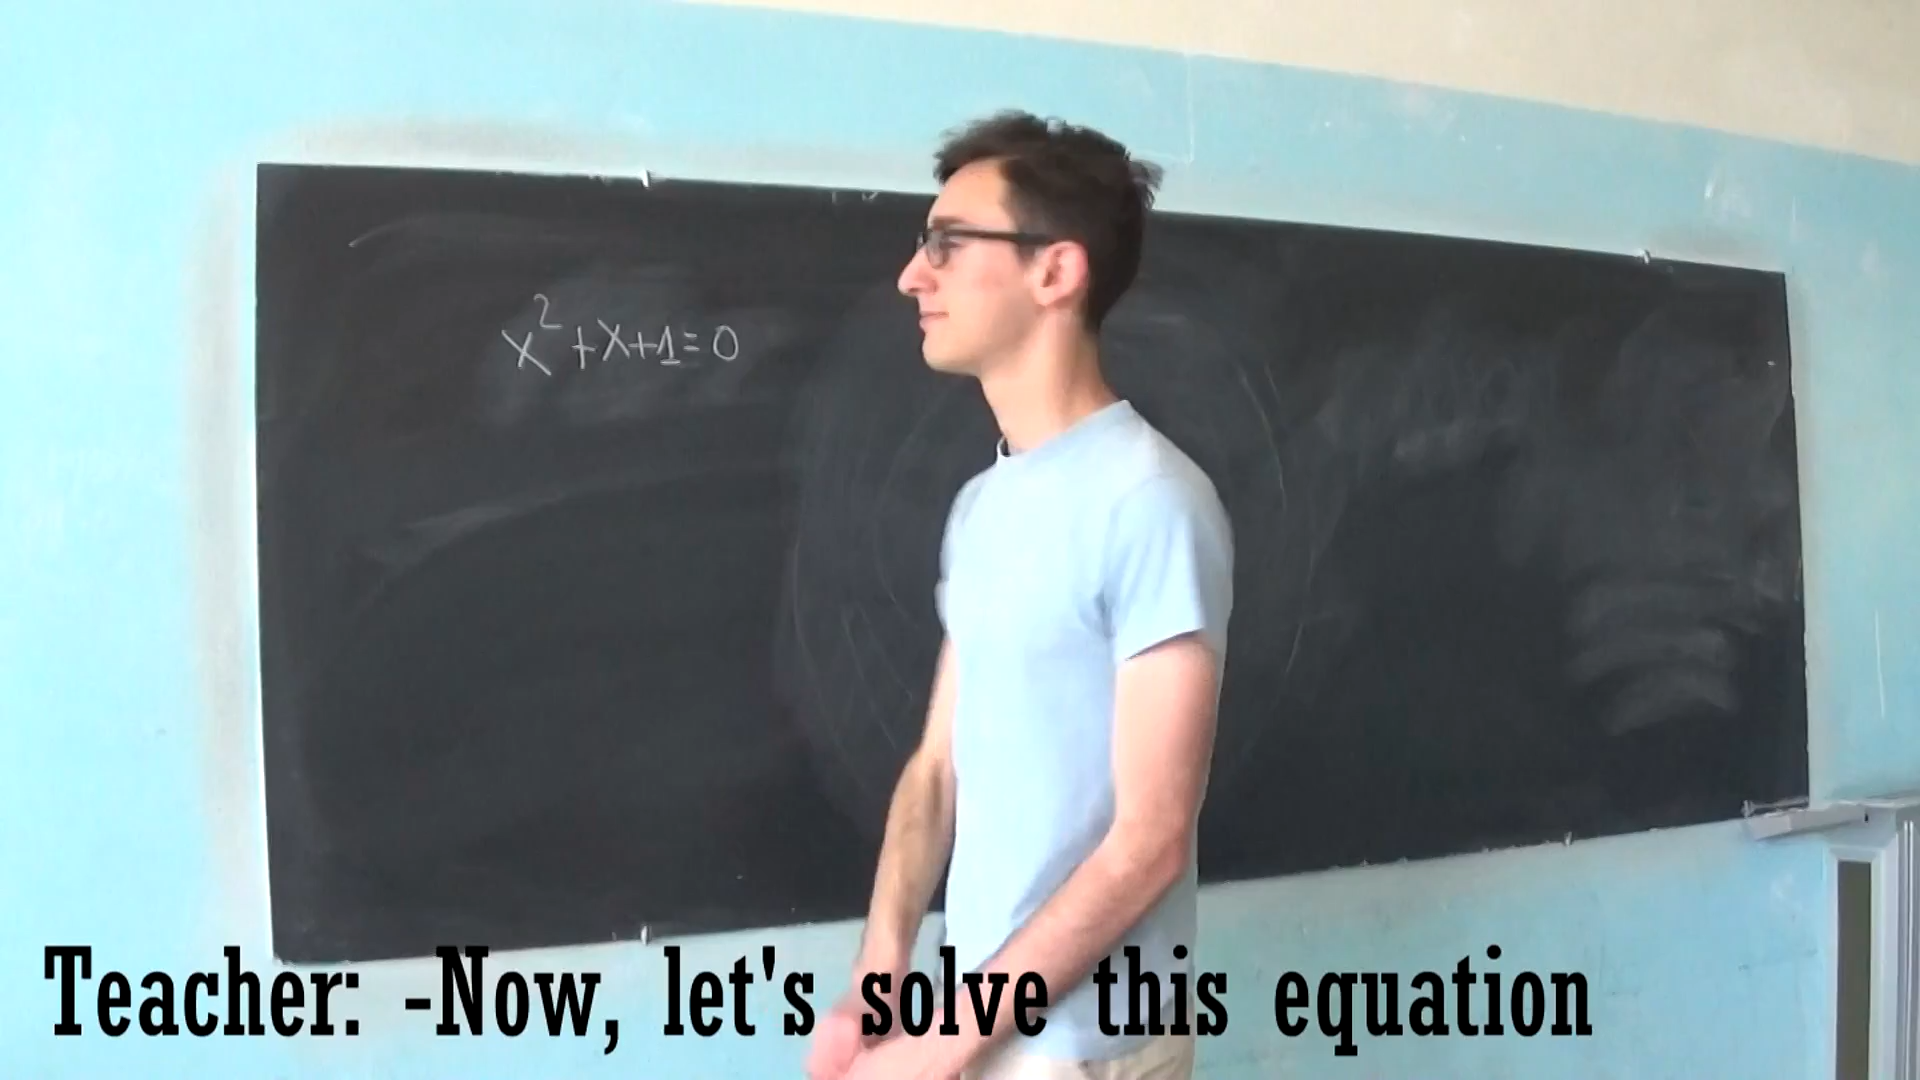 x²+x+1=0
Teacher: -Now, let's solve this equation